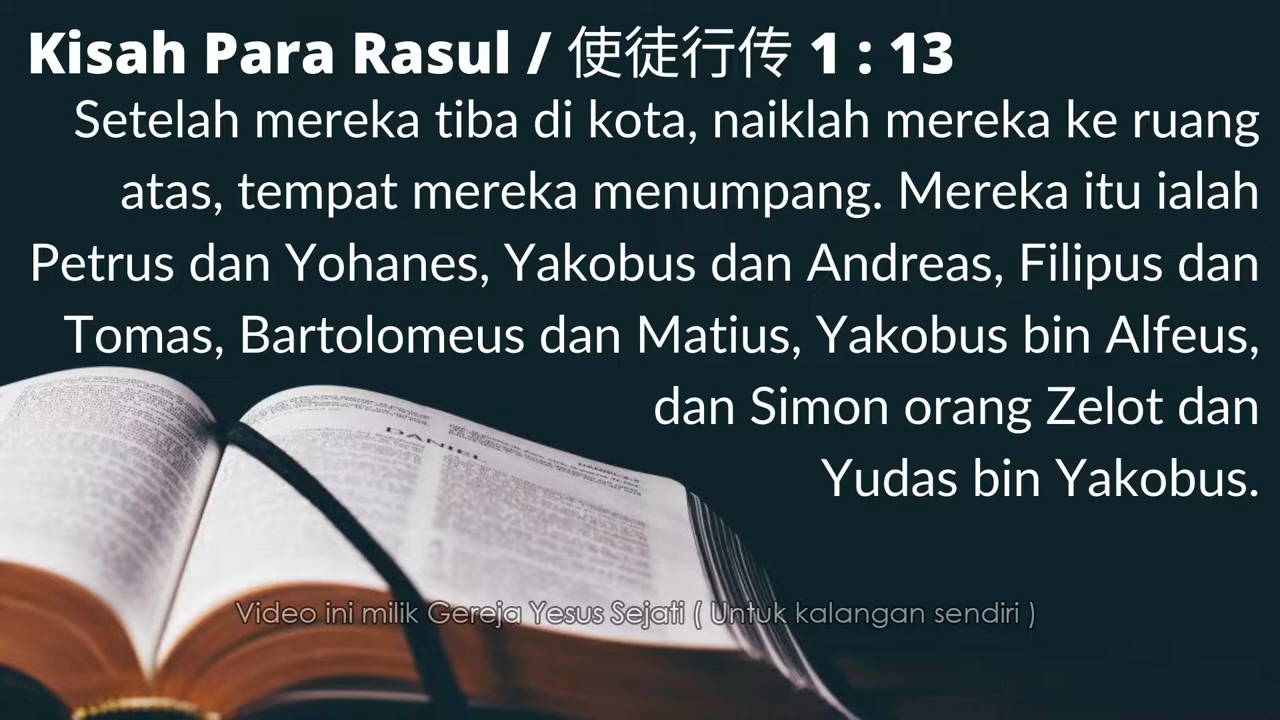 Kisah Para Rasul / 使徒行传 1 : 13
Setelah mereka tiba di kota, naiklah mereka ke ruang
atas, tempat mereka menumpang. Mereka itu ialah
Petrus dan Yohanes, Yakobus dan Andreas, Filipus dan
Tomas, Bartolomeus dan Matius, Yakobus bin Alfeus,
dan Simon orang Zelot dan
Yudas bin Yakobus.
DANIEL
Video ini milik Gereja Yesus Sejati ( Untuk kalangan sendiri )